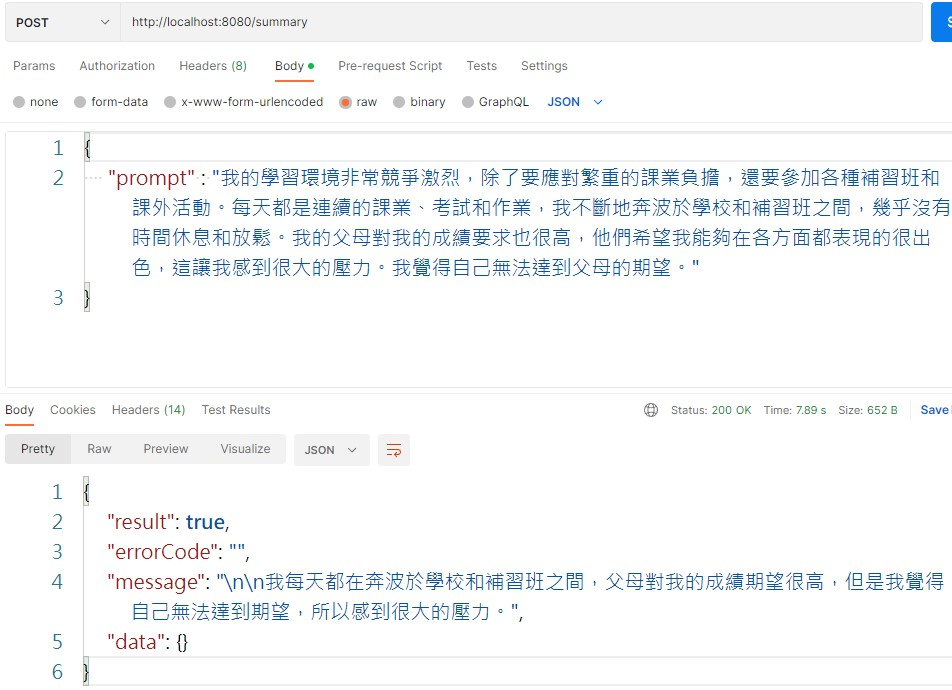 POST http://localhost:8080/summary
Params Authorization Headers (8) Body Pre-request Script Tests Settings
none form-data x-www-form-urlencoded raw binary GraphQL JSON
1 {
2 "prompt" : "我的學習環境非常競爭激烈，除了要應對繁重的課業負擔，還要參加各種補習班和
課外活動。每天都是連續的課業、考試和作業，我不斷地奔波於學校和補習班之間，幾乎沒有
時間休息和放鬆。我的父母對我的成績要求也很高，他們希望我能夠在各方面都表現的很出
色，這讓我感到很大的壓力。我覺得自己無法達到父母的期望。"
3 }
Body Cookies Headers (14) Test Results Status: 200 OK Time: 7.89 s Size: 652 B Save
Pretty Raw Preview Visualize JSON
1 {
2 "result": true,
3 "errorCode": "",
4 "message": "\n\n我每天都在奔波於學校和補習班之間，父母對我的成績期望很高，但是我覺得
自己無法達到期望，所以感到很大的壓力。",
5 "data": {}
6 }